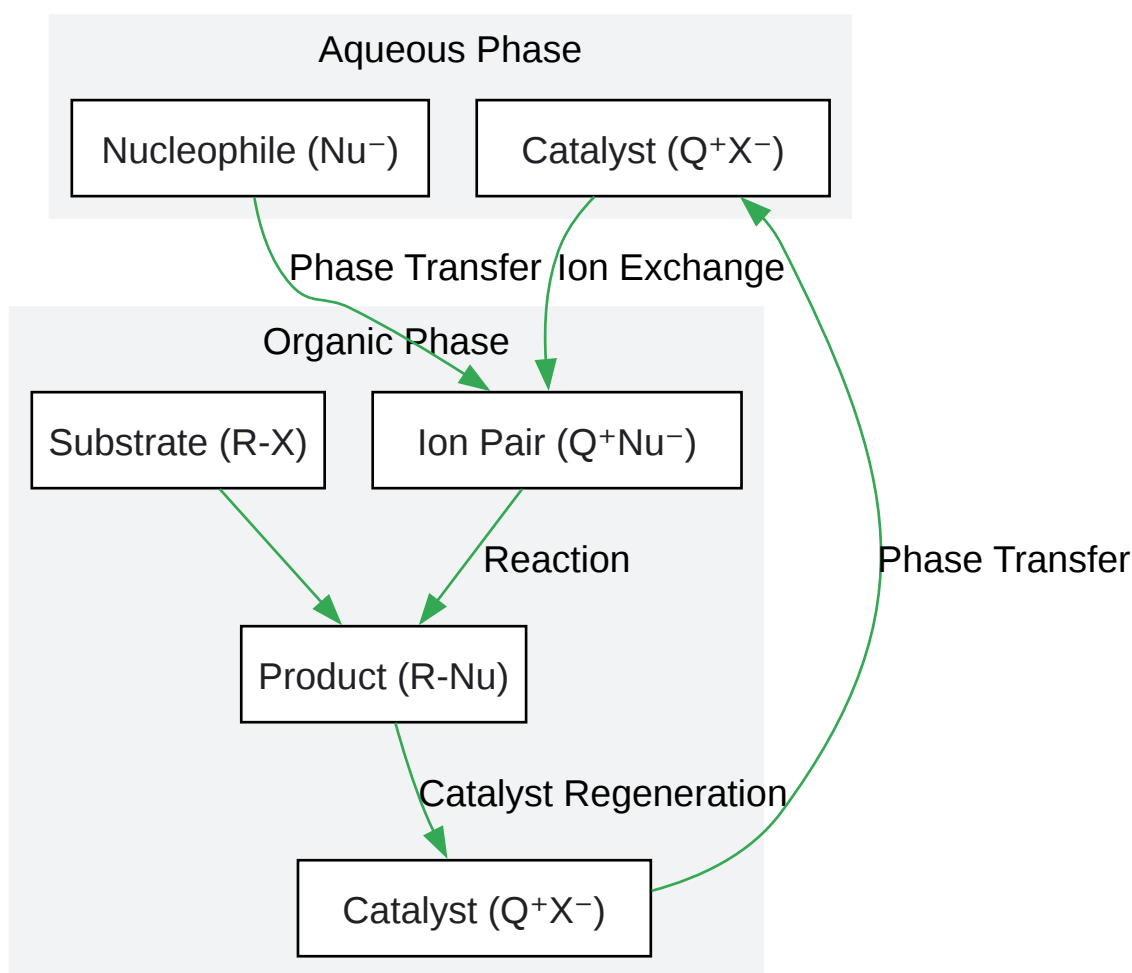 Aqueous Phase
Nucleophile (Nu⁻)
Catalyst (Q⁺X⁻)
Phase Transfer
Ion Exchange
Organic Phase
Substrate (R-X)
Ion Pair (Q⁺Nu⁻)
Reaction
Phase Transfer
Product (R-Nu)
Catalyst Regeneration
Catalyst (Q⁺X⁻)